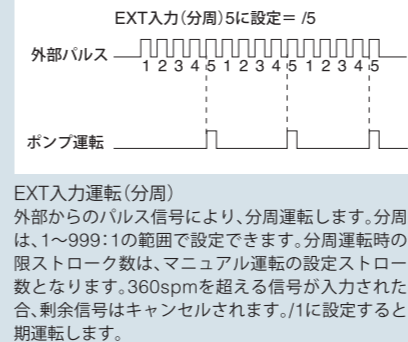 EXT入力（分周）5に設定＝ /5
外部パルス
1 2 3 4 5 1 2 3 4 5 1 2 3 4 5
ポンプ運転
EXT入力運転（分周）
外部からのパルス信号により、分周運転します。分周
は、1～999：1の範囲で設定できます。分周運転時の
限ストローク数は、マニュアル運転の設定ストロー
数となります。360spmを超える信号が入力された
合、剰余信号はキャンセルされます。/1に設定すると
期運転します。